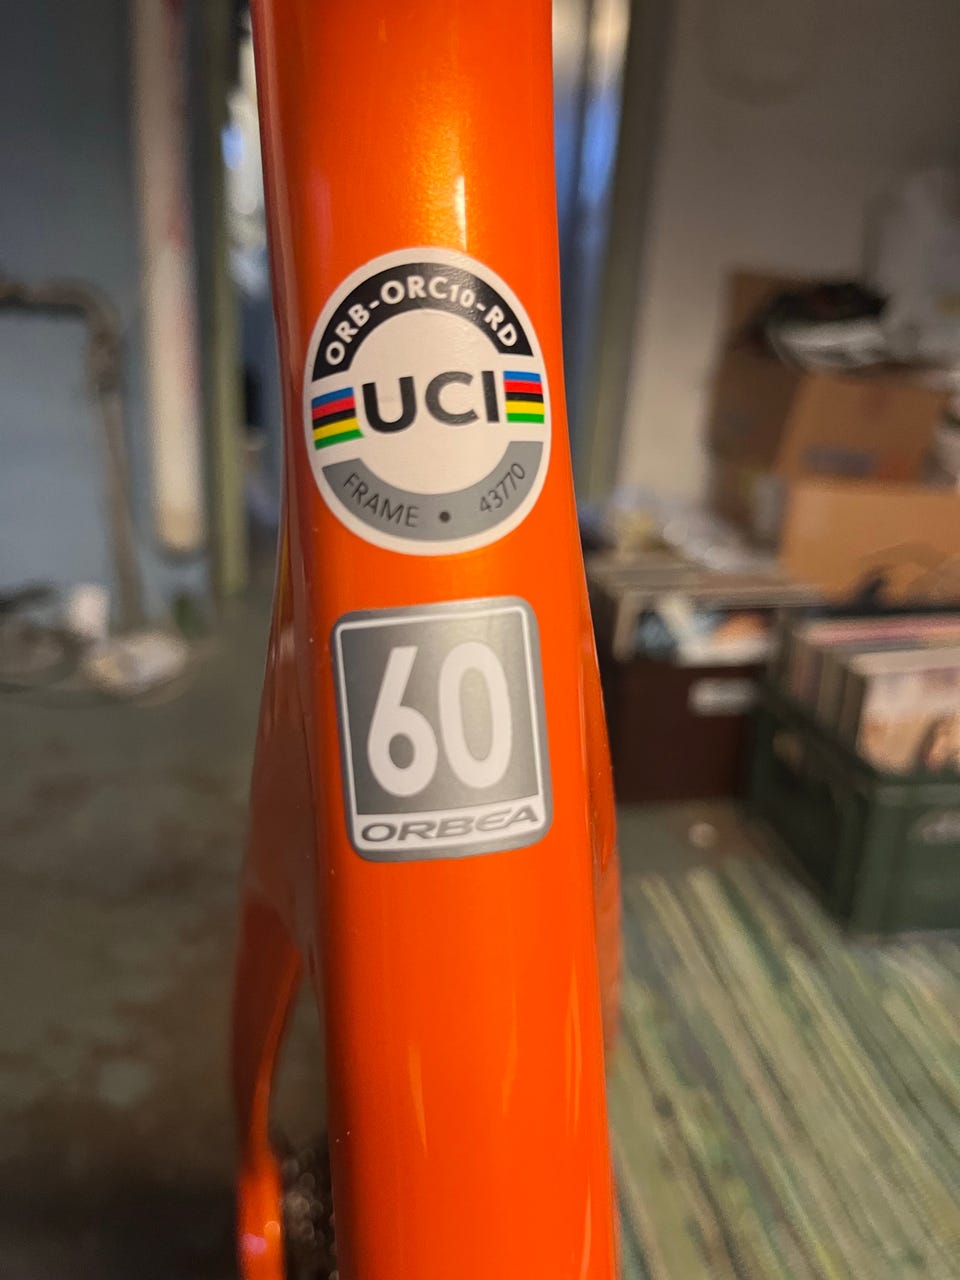 ORB-ORC10-RD
UCI
FRAME • 43770
60
ORBEA